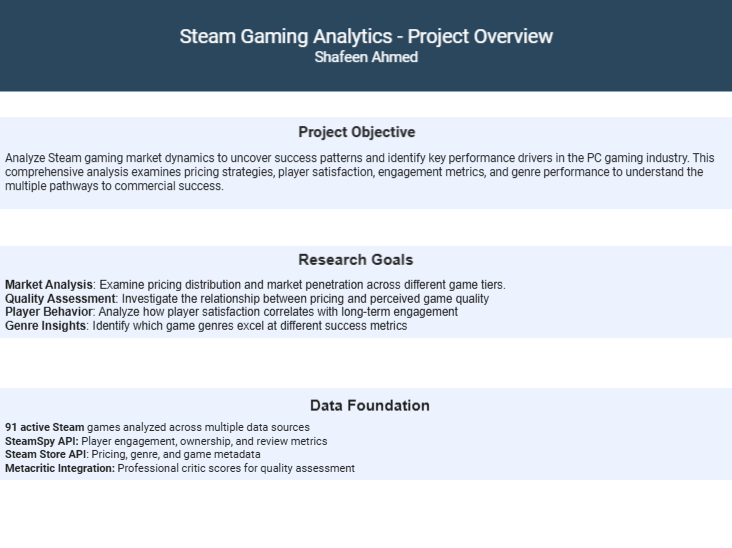 Steam Gaming Analytics - Project Overview
Shafeen Ahmed
Project Objective
Analyze Steam gaming market dynamics to uncover success patterns and identify key performance drivers in the PC gaming industry. This
comprehensive analysis examines pricing strategies, player satisfaction, engagement metrics, and genre performance to understand the
multiple pathways to commercial success.
Research Goals
Market Analysis: Examine pricing distribution and market penetration across different game tiers.
Quality Assessment: Investigate the relationship between pricing and perceived game quality
Player Behavior: Analyze how player satisfaction correlates with long-term engagement
Genre Insights: Identify which game genres excel at different success metrics
Data Foundation
91 active Steam games analyzed across multiple data sources
SteamSpy API: Player engagement, ownership, and review metrics
Steam Store API: Pricing, genre, and game metadata
Metacritic Integration: Professional critic scores for quality assessment